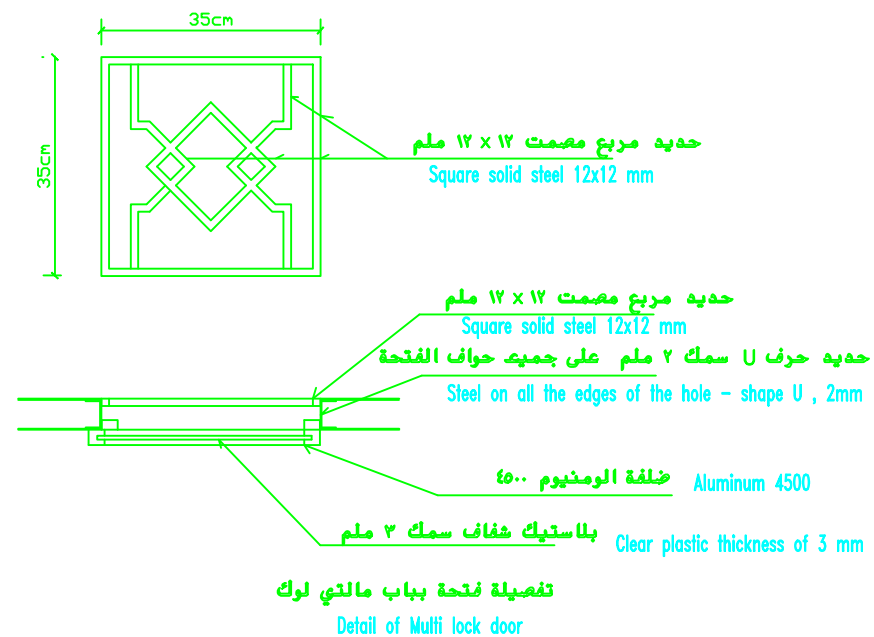 35cm
35cm
حديد مربع مصمت ١٢ × ١٢ ملم
Square solid steel 12x12 mm
حديد مربع مصمت ١٢ × ١٢ ملم
Square solid steel 12x12 mm
حديد حرف U سمك ٢ ملم على جميع حواف الفتحة
Steel on all the edges of the hole - shape U , 2mm
ضلفة الومنيوم ٤٥٠٠
Aluminum 4500
بلاستيك شفاف سمك ٣ ملم
Clear plastic thickness of 3 mm
تفصيلة فتحة بباب مالتي لوك
Detail of Multi lock door